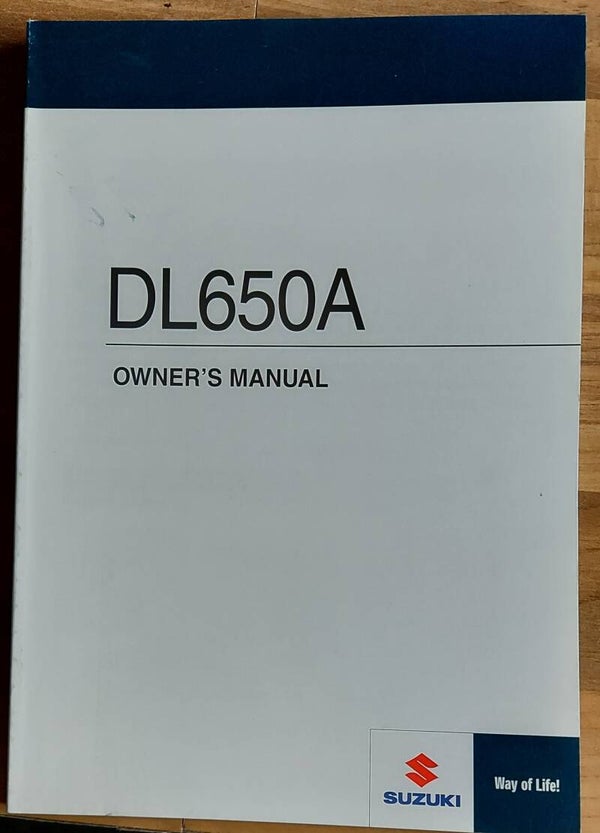 DL650A
OWNER'S MANUAL
SUZUKI
Way of Life!